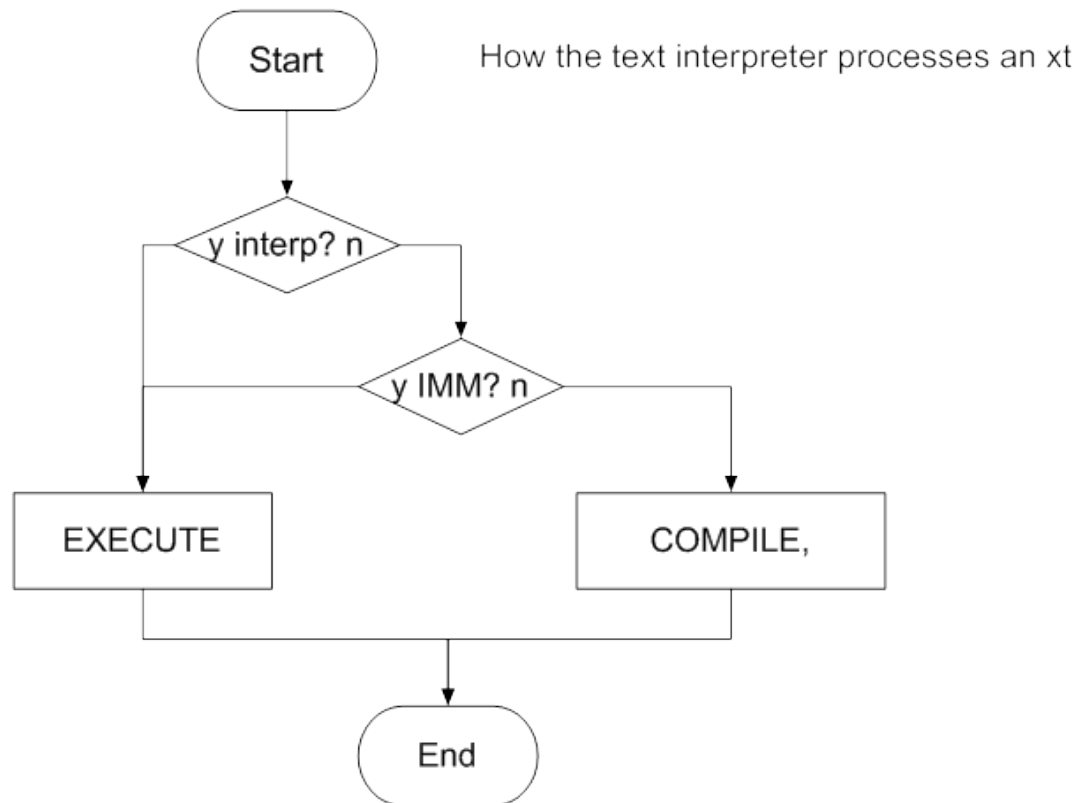 Start
How the text interpreter processes an xt
y interp? n
y IMM? n
EXECUTE
COMPILE,
End